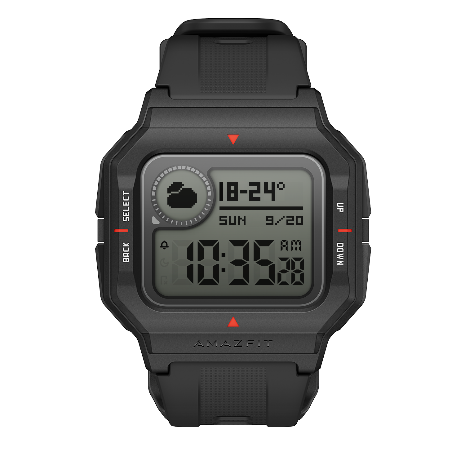 18-24°
SUN 9/20
AM
10:35 28
SELECT
BACK
UP
DOWN
AMAZFIT